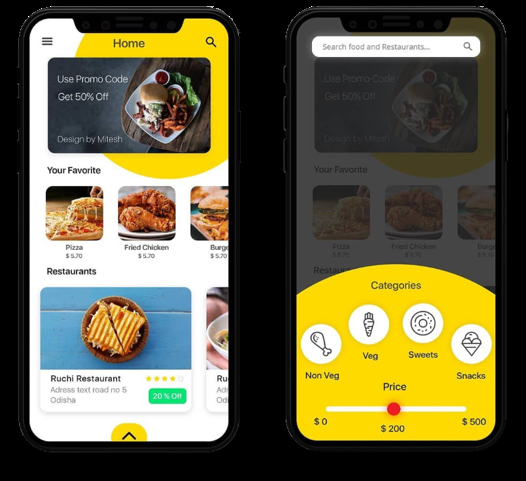 Home
Use Promo Code
Get 50% Off
Design by Mitesh
Your Favorite
Pizza
$ 5.70
Fried Chicken
$ 5.70
Burge
$ 5.70
Restaurants
Ruchi Restaurant
Adress text road no 5
Odisha
20 % Off
Ru
Adr
Odi
Search food and Restaurants...
Use Promo Code
Get 50% Off
Design by Mitesh
Your Favorite
Pizza
$ 5.70
Fried Chicken
$ 5.70
Burge
$ 5.70
Restau
Categories
Non Veg
Veg
Sweets
Snacks
Price
$ 0
$ 200
$ 500